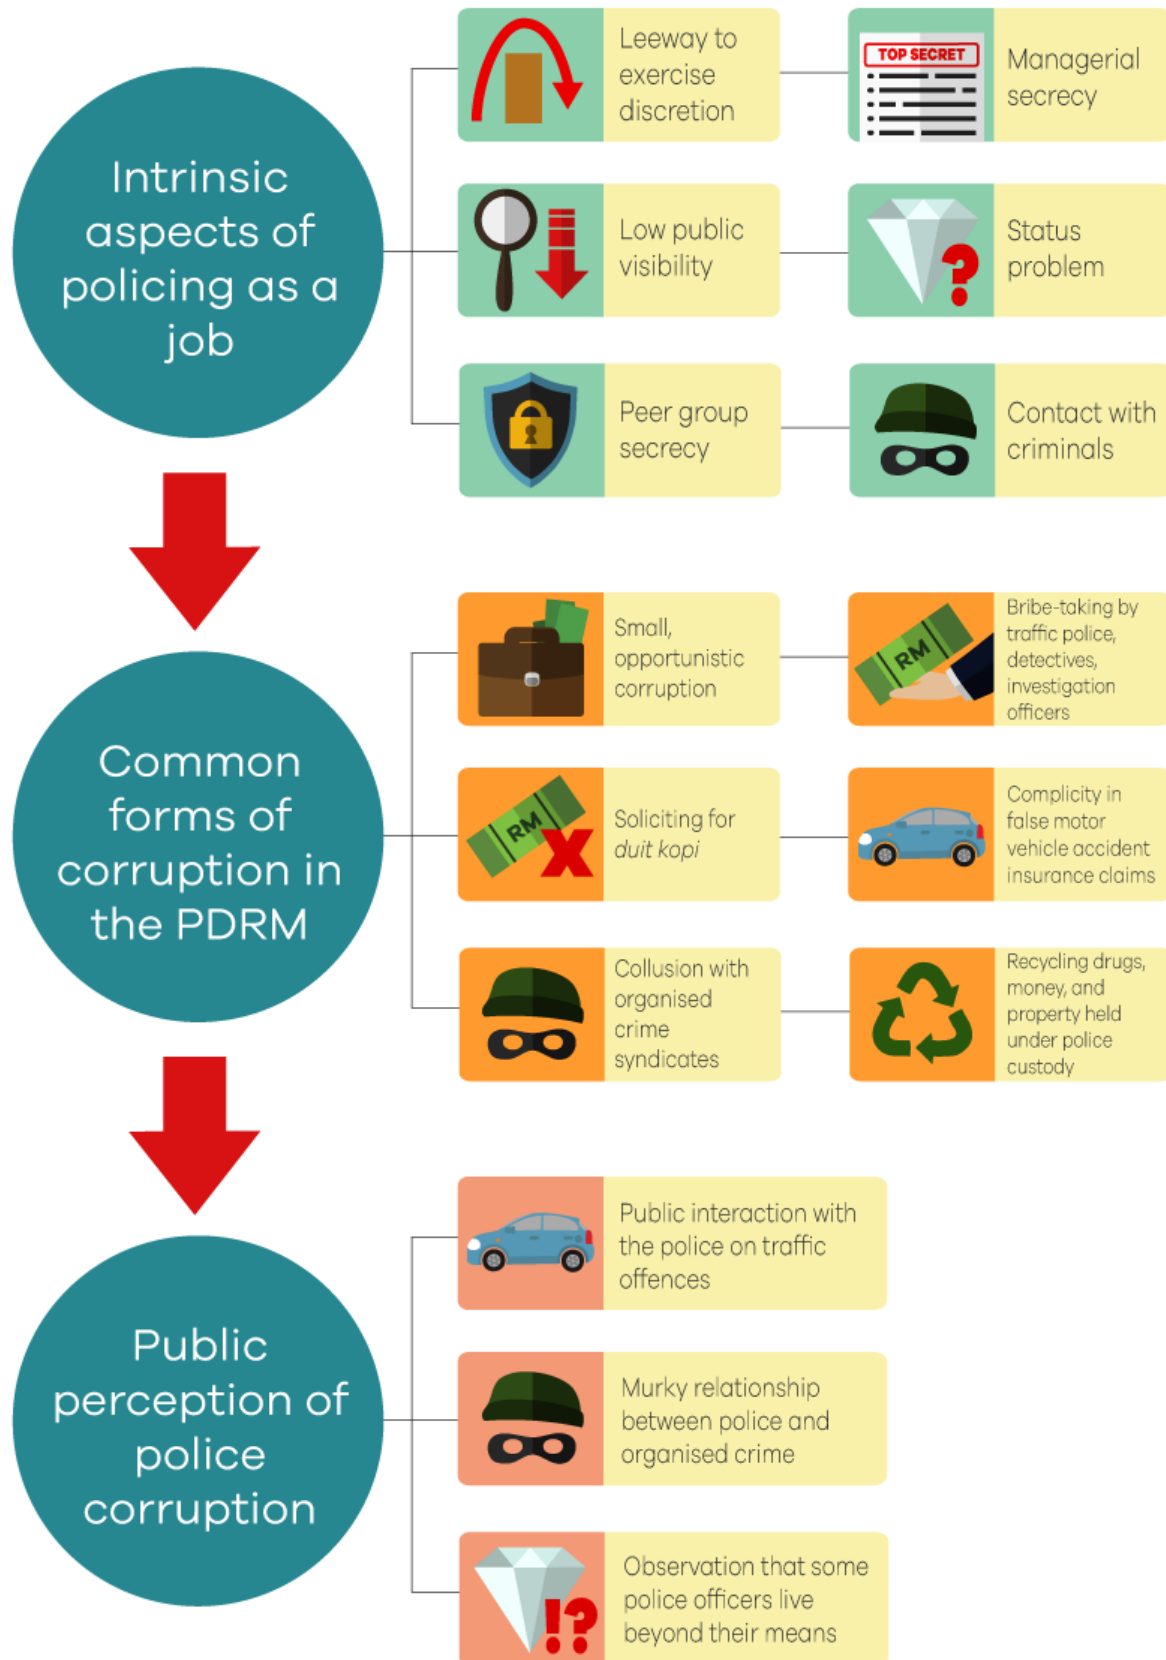 Intrinsic
aspects of
policing as a
job
Leeway to
exercise
discretion
TOP SECRET
Managerial
secrecy
Low public
visibility
Status
problem
?
Peer group
secrecy
Contact with
criminals
Common
forms of
corruption in
the PDRM
Small,
opportunistic
corruption
RM
Bribe-taking by
traffic police,
detectives,
investigation
officers
RM
X
Soliciting for
duit kopi
Complicity in
false motor
vehicle accident
insurance claims
Collusion with
organised
crime
syndicates
Recycling drugs,
money, and
property held
under police
custody
Public
perception of
police
corruption
Public interaction with
the police on traffic
offences
Murky relationship
between police and
organised crime
!?
Observation that some
police officers live
beyond their means